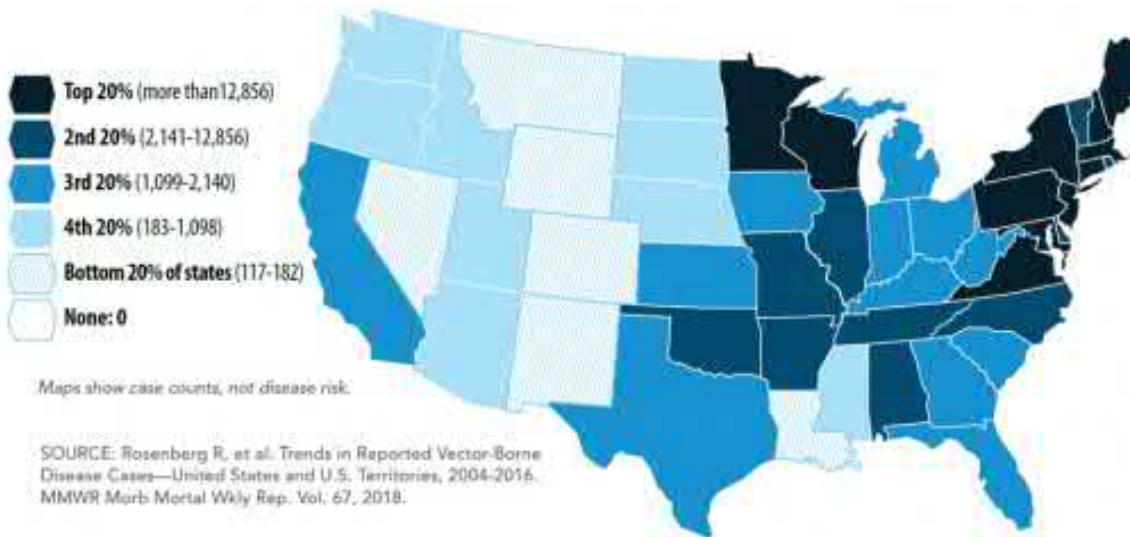 Top 20% (more than12,856)
2nd 20% (2,141-12,856)
3rd 20% (1,099-2,140)
4th 20% (183-1,098)
Bottom 20% of states (117-182)
None: 0
Maps show case counts, not disease risk.
SOURCE: Rosenberg R, et al. Trends in Reported Vector-Borne
Disease Cases—United States and U.S. Territories, 2004-2016.
MMWR Morb Mortal Wkly Rep. Vol. 67, 2018.